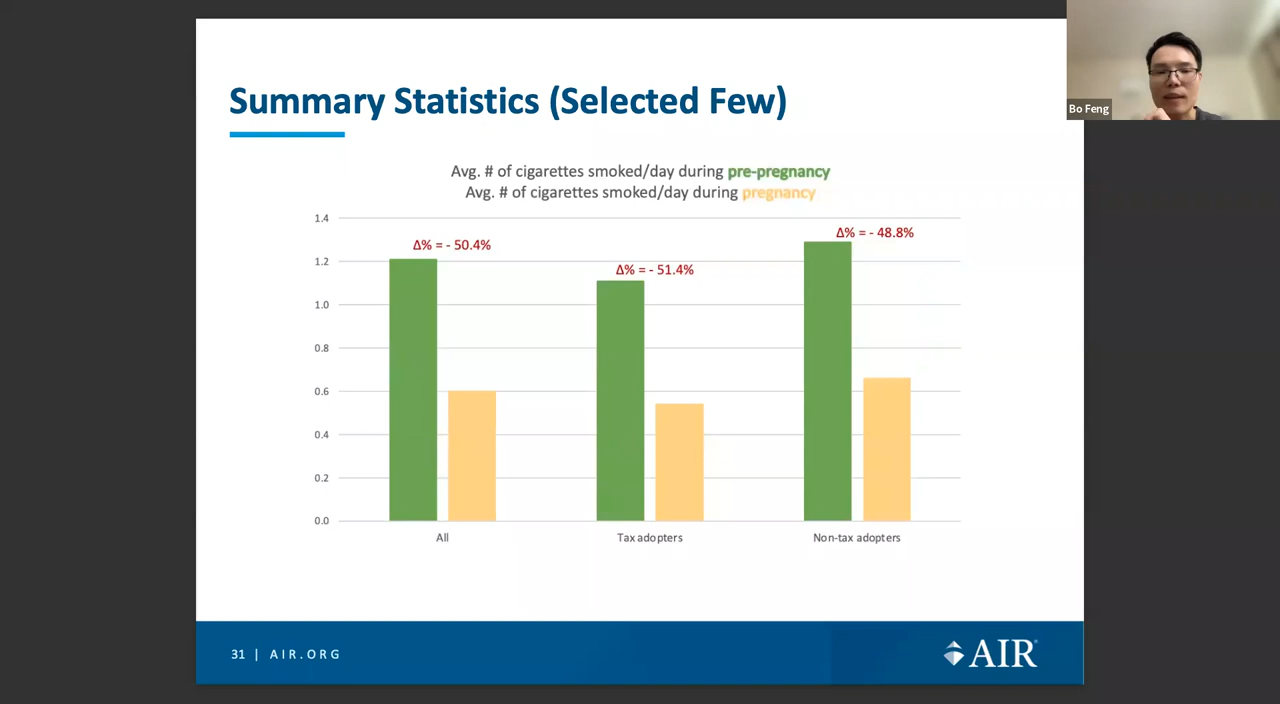 Bo Feng
Summary Statistics (Selected Few)
Avg. # of cigarettes smoked/day during pre-pregnancy
Avg. # of cigarettes smoked/day during pregnancy
1.4
1.2
1.0
0.8
0.6
0.4
0.2
0.0
Δ% = - 50.4%
Δ% = - 51.4%
Δ% = - 48.8%
All
Tax adopters
Non-tax adopters
31 | AIR.ORG
AIR®